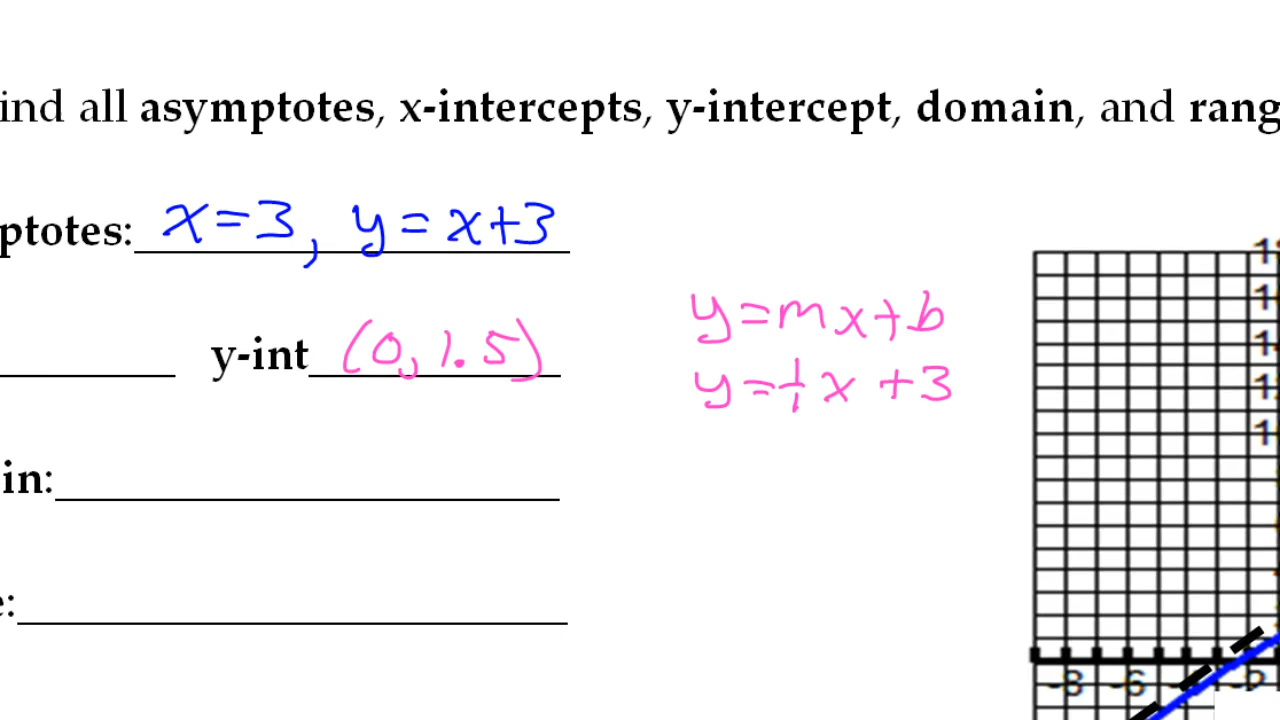 ind all asymptotes, x-intercepts, y-intercept, domain, and rang
ptotes: x=3, y=x+3
y=mx+b
y-int (0, 1.5)
y=1/1x+3
in:
e:
-8 -6 -2